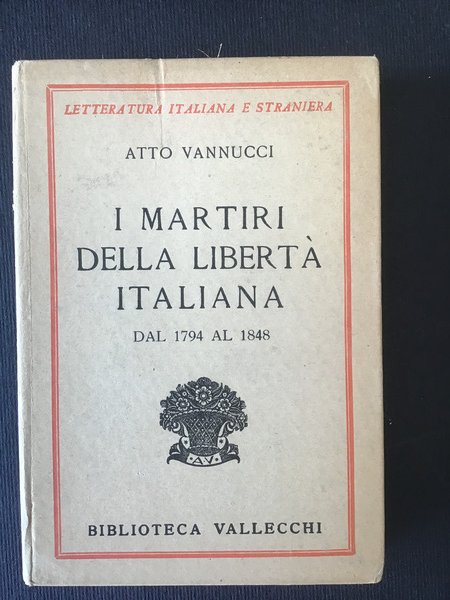 LETTERATURA ITALIANA E STRANIERA
ATTO VANNUCCI
I MARTIRI
DELLA LIBERTÀ
ITALIANA
DAL 1794 AL 1848
A.V.
BIBLIOTECA VALLECCHI